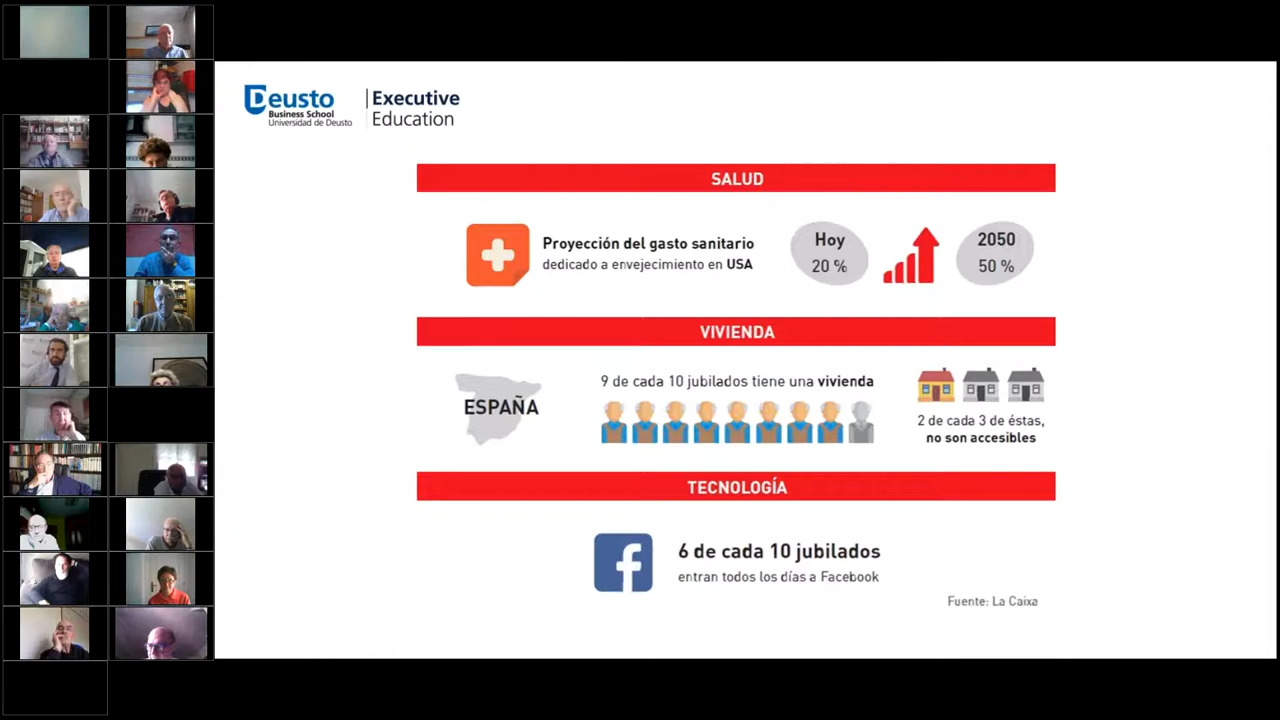 Deusto
Business School
Universidad de Deusto
Executive
Education
SALUD
Proyección del gasto sanitario
dedicado a envejecimiento en USA
Hoy
20 %
2050
50 %
VIVIENDA
ESPAÑA
9 de cada 10 jubilados tiene una vivienda
2 de cada 3 de éstas,
no son accesibles
TECNOLOGÍA
f
6 de cada 10 jubilados
entran todos los días a Facebook
Fuente: La Caixa